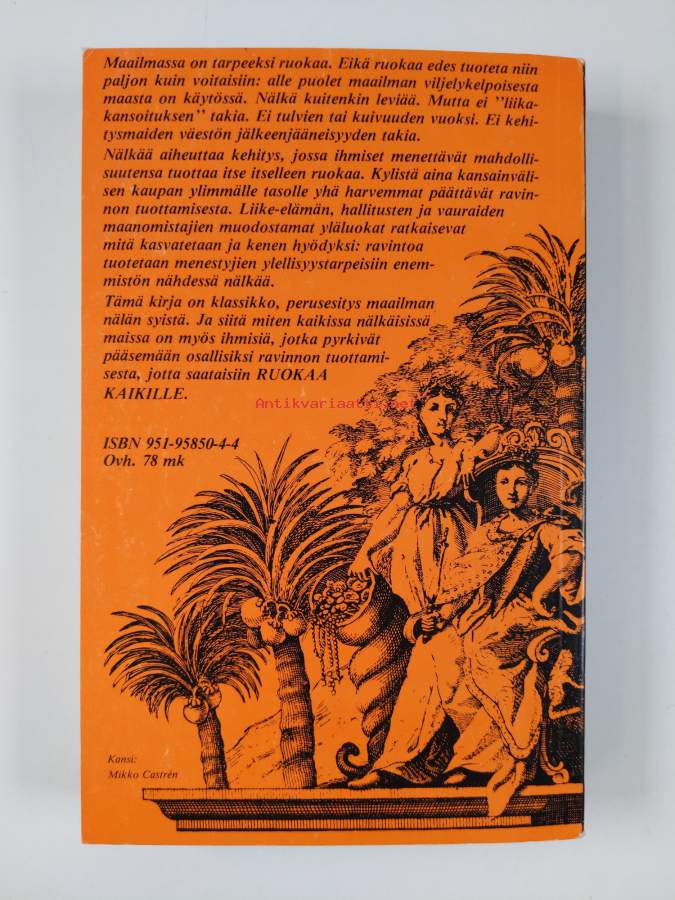 Maailmassa on tarpeeksi ruokaa. Eikä ruokaa edes tuoteta niin
paljon kuin voitaisiin: alle puolet maailman viljelykelpoisesta
maasta on käytössä. Nälkä kuitenkin leviää. Mutta ei "liika-
kansoituksen" takia. Ei tulvien tai kuivuuden vuoksi. Ei kehi-
tysmaiden väestön jälkeenjääneisyyden takia.
Nälkää aiheuttaa kehitys, jossa ihmiset menettävät mahdolli-
suutensa tuottaa itse itselleen ruokaa. Kylistä aina kansainväli-
sen kaupan ylimmälle tasolle yhä harvemmat päättävät ravin-
non tuottamisesta. Liike-elämän, hallitusten ja vauraiden
maanomistajien muodostamat yläluokat ratkaisevat
mitä kasvatetaan ja kenen hyödyksi: ravintoa
tuotetaan menestyjien ylellisyystarpeisiin enem-
mistön nähdessä nälkää.
Tämä kirja on klassikko, perusesitys maailman
nälän syistä. Ja siitä miten kaikissa nälkäisissä
maissa on myös ihmisiä, jotka pyrkivät
pääsemään osallisiksi ravinnon tuottami-
sesta, jotta saataisiin RUOKAA
KAIKILLE.
Antikvariaatti.net
ISBN 951-95850-4-4
Ovh. 78 mk
Kansi:
Mikko Castrén